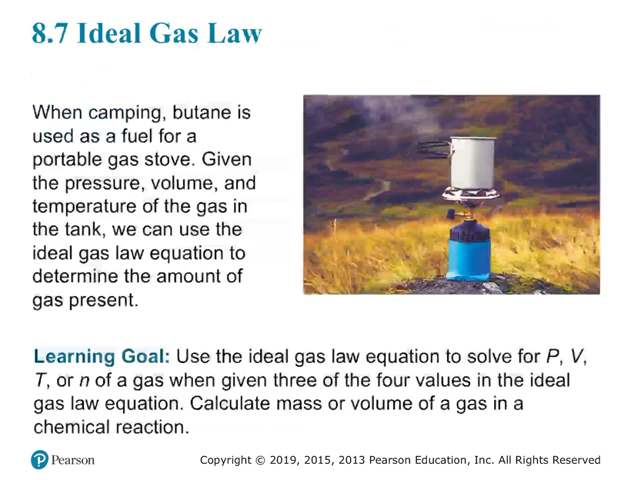 8.7 Ideal Gas Law
When camping, butane is
used as a fuel for a
portable gas stove. Given
the pressure, volume, and
temperature of the gas in
the tank, we can use the
ideal gas law equation to
determine the amount of
gas present.
Learning Goal: Use the ideal gas law equation to solve for P, V,
T, or n of a gas when given three of the four values in the ideal
gas law equation. Calculate mass or volume of a gas in a
chemical reaction.
Pearson
Copyright © 2019, 2015, 2013 Pearson Education, Inc. All Rights Reserved